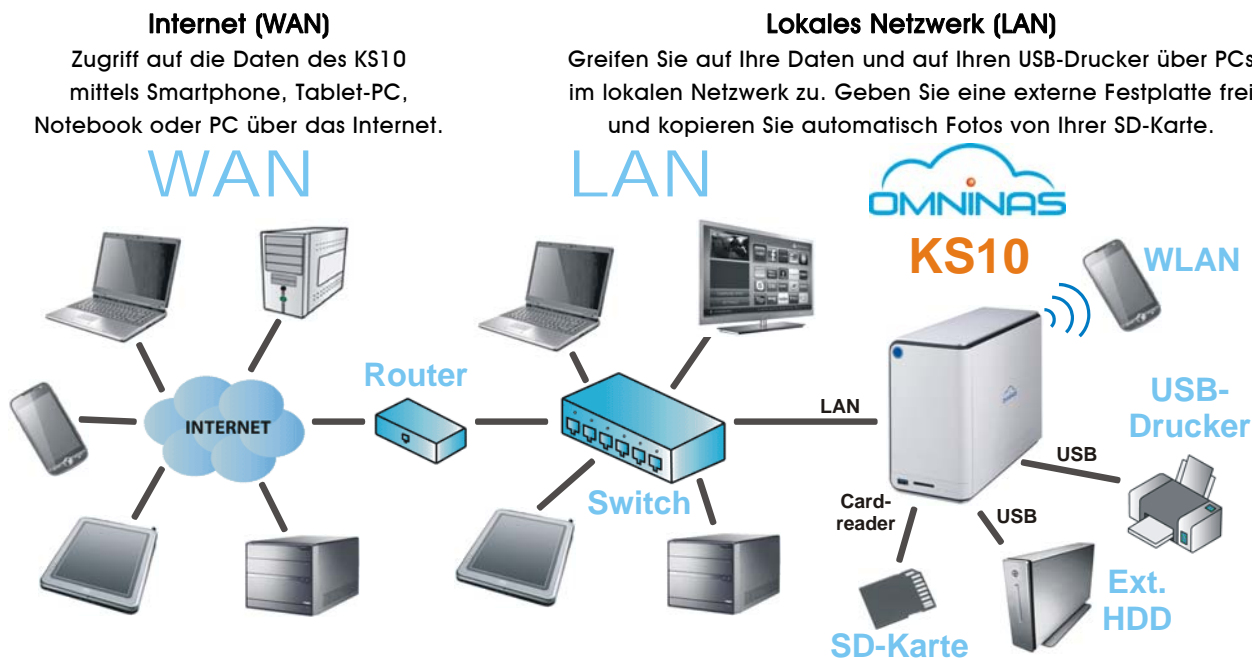 Internet (WAN)
Zugriff auf die Daten des KS10
mittels Smartphone, Tablet-PC,
Notebook oder PC über das Internet.
Lokales Netzwerk (LAN)
Greifen Sie auf Ihre Daten und auf Ihren USB-Drucker über PCs
im lokalen Netzwerk zu. Geben Sie eine externe Festplatte frei
und kopieren Sie automatisch Fotos von Ihrer SD-Karte.
WAN
LAN
OMNINAS
KS10
WLAN
Router
INTERNET
Switch
LAN
USB-
Drucker
USB
Card-
reader
USB
SD-Karte
Ext.
HDD